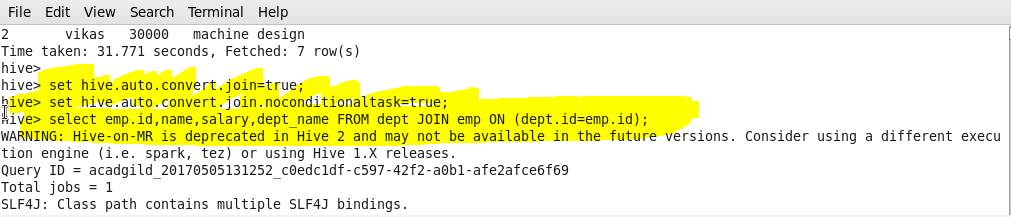 File Edit View Search Terminal Help
2 vikas 30000 machine design
Time taken: 31.771 seconds, Fetched: 7 row(s)
hive>
hive> set hive.auto.convert.join=true;
hive> set hive.auto.convert.join.noconditionaltask=true;
hive> select emp.id,name,salary,dept_name FROM dept JOIN emp ON (dept.id=emp.id);
WARNING: Hive-on-MR is deprecated in Hive 2 and may not be available in the future versions. Consider using a different execu
tion engine (i.e. spark, tez) or using Hive 1.X releases.
Query ID = acadgild_20170505131252_c0edc1df-c597-42f2-a0b1-afe2afce6f69
Total jobs = 1
SLF4J: Class path contains multiple SLF4J bindings.